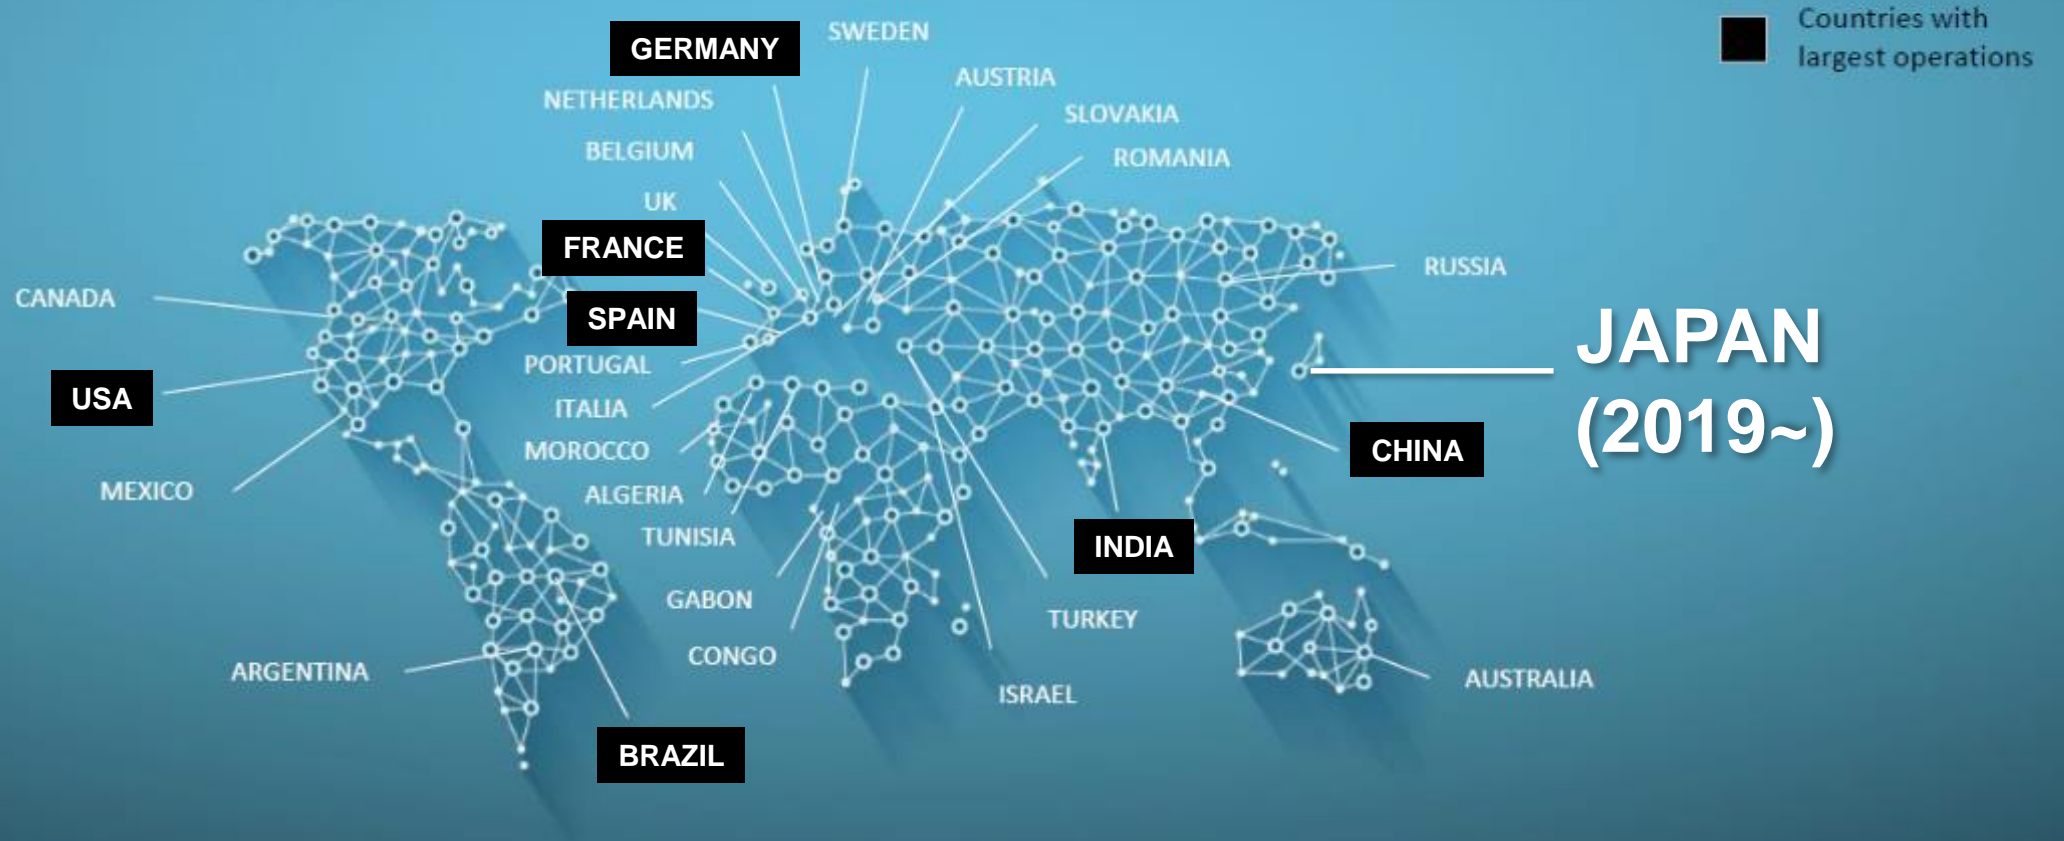 Countries with
largest operations
GERMANY
SWEDEN
AUSTRIA
NETHERLANDS
SLOVAKIA
BELGIUM
ROMANIA
UK
FRANCE
RUSSIA
CANADA
SPAIN
JAPAN
(2019~)
PORTUGAL
USA
ITALIA
MOROCCO
CHINA
MEXICO
ALGERIA
TUNISIA
INDIA
GABON
TURKEY
CONGO
ARGENTINA
ISRAEL
AUSTRALIA
BRAZIL